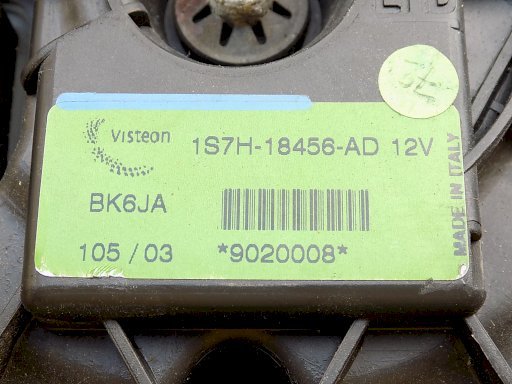 Visteon
1S7H-18456-AD 12V
BK6JA
105 / 03
*9020008*
MADE IN ITALY